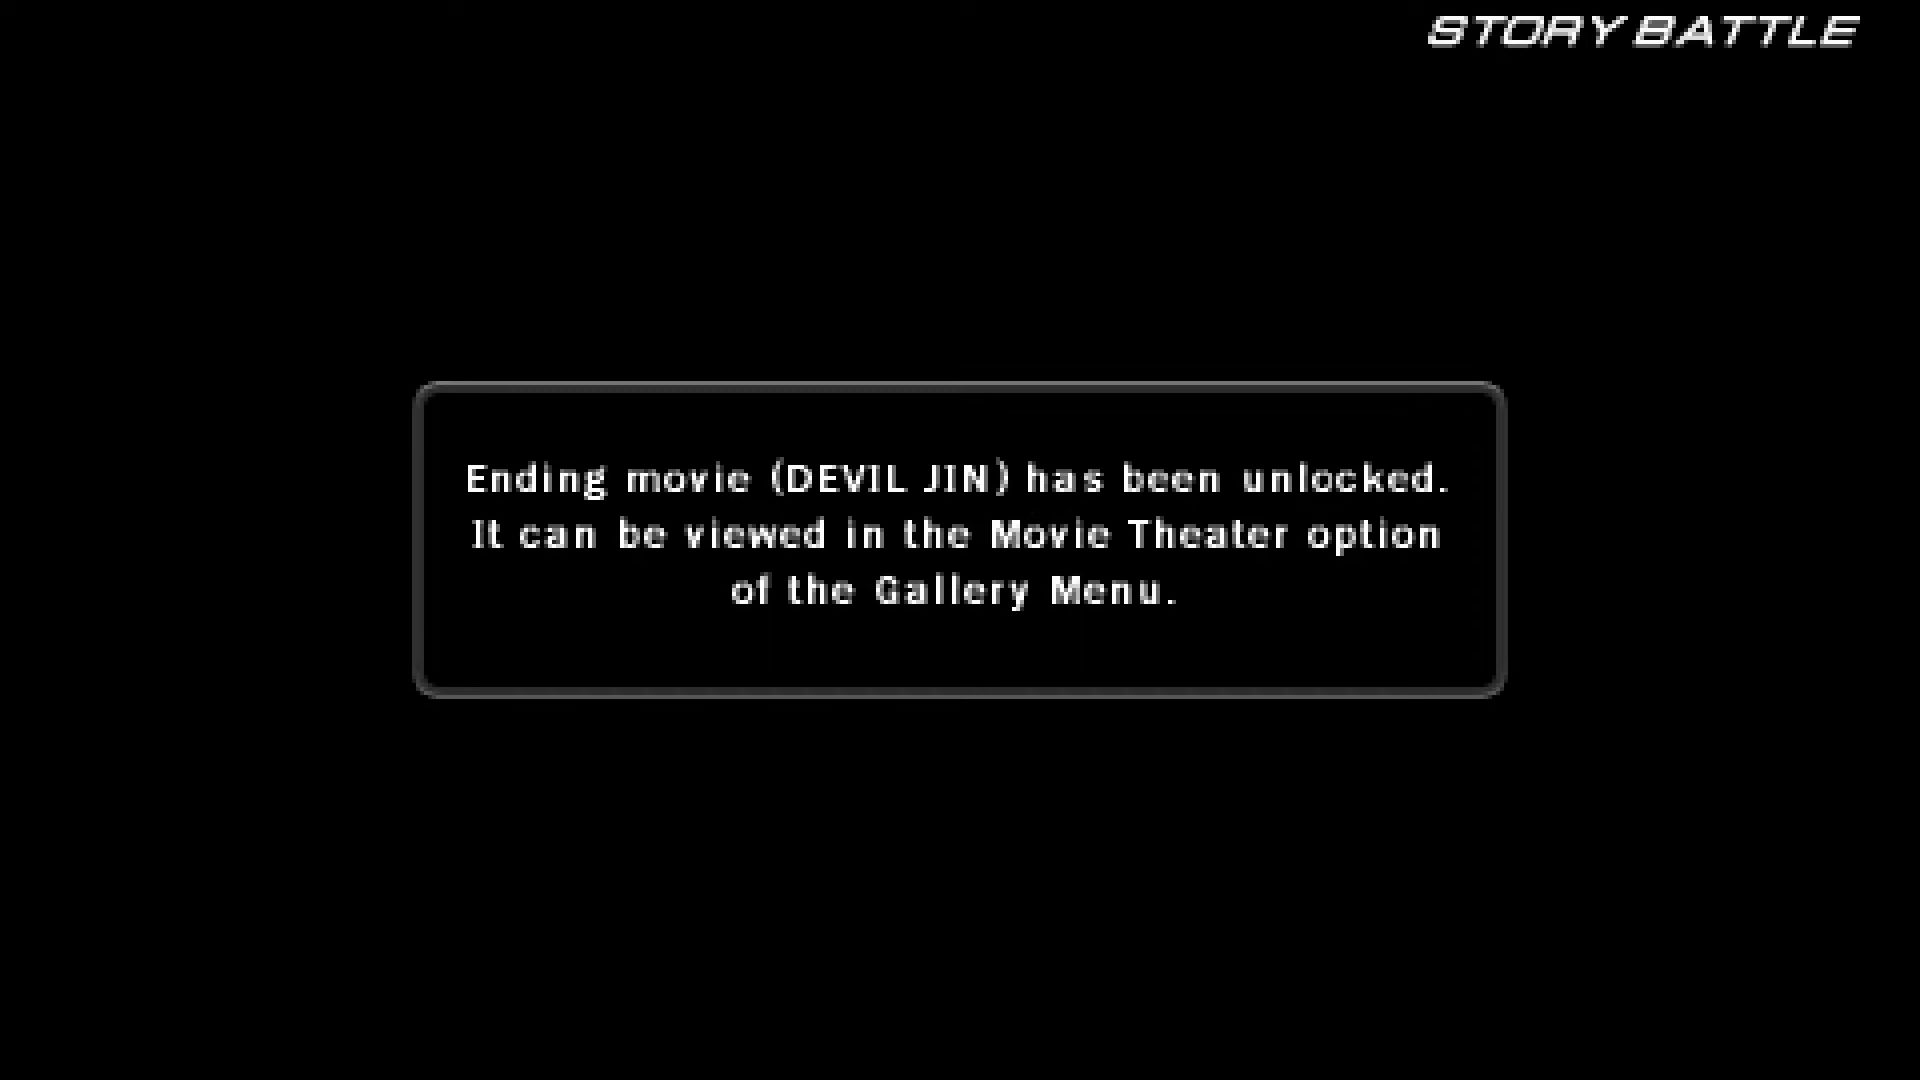 STORY BATTLE
Ending movie (DEVIL JIN) has been unlocked.
It can be viewed in the Movie Theater option
of the Gallery Menu.